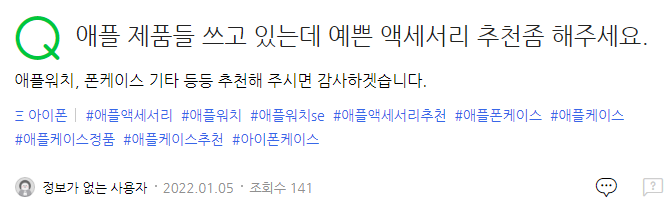 Q 애플 제품들 쓰고 있는데 예쁜 액세서리 추천좀 해주세요.
애플워치, 폰케이스 기타 등등 추천해 주시면 감사하겟습니다.
Ξ 아이폰 #애플액세서리 #애플워치 #애플워치se #애플액세서리추천 #애플폰케이스 #애플케이스
#애플케이스정품 #애플케이스추천 #아이폰케이스
정보가 없는 사용자 · 2022.01.05 · 조회수 141